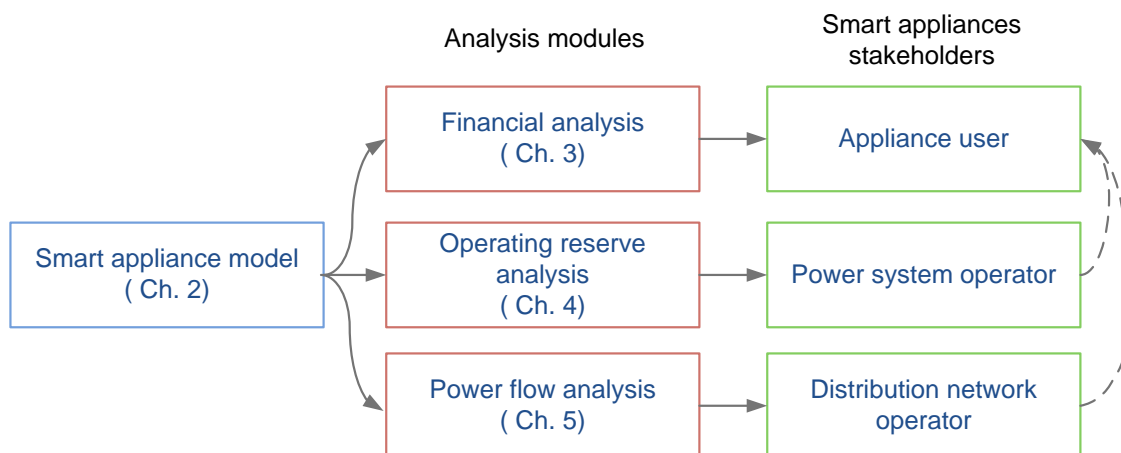 Analysis modules
Smart appliances
stakeholders
Financial analysis
( Ch. 3)
Appliance user
Smart appliance model
( Ch. 2)
Operating reserve
analysis
( Ch. 4)
Power system operator
Power flow analysis
( Ch. 5)
Distribution network
operator